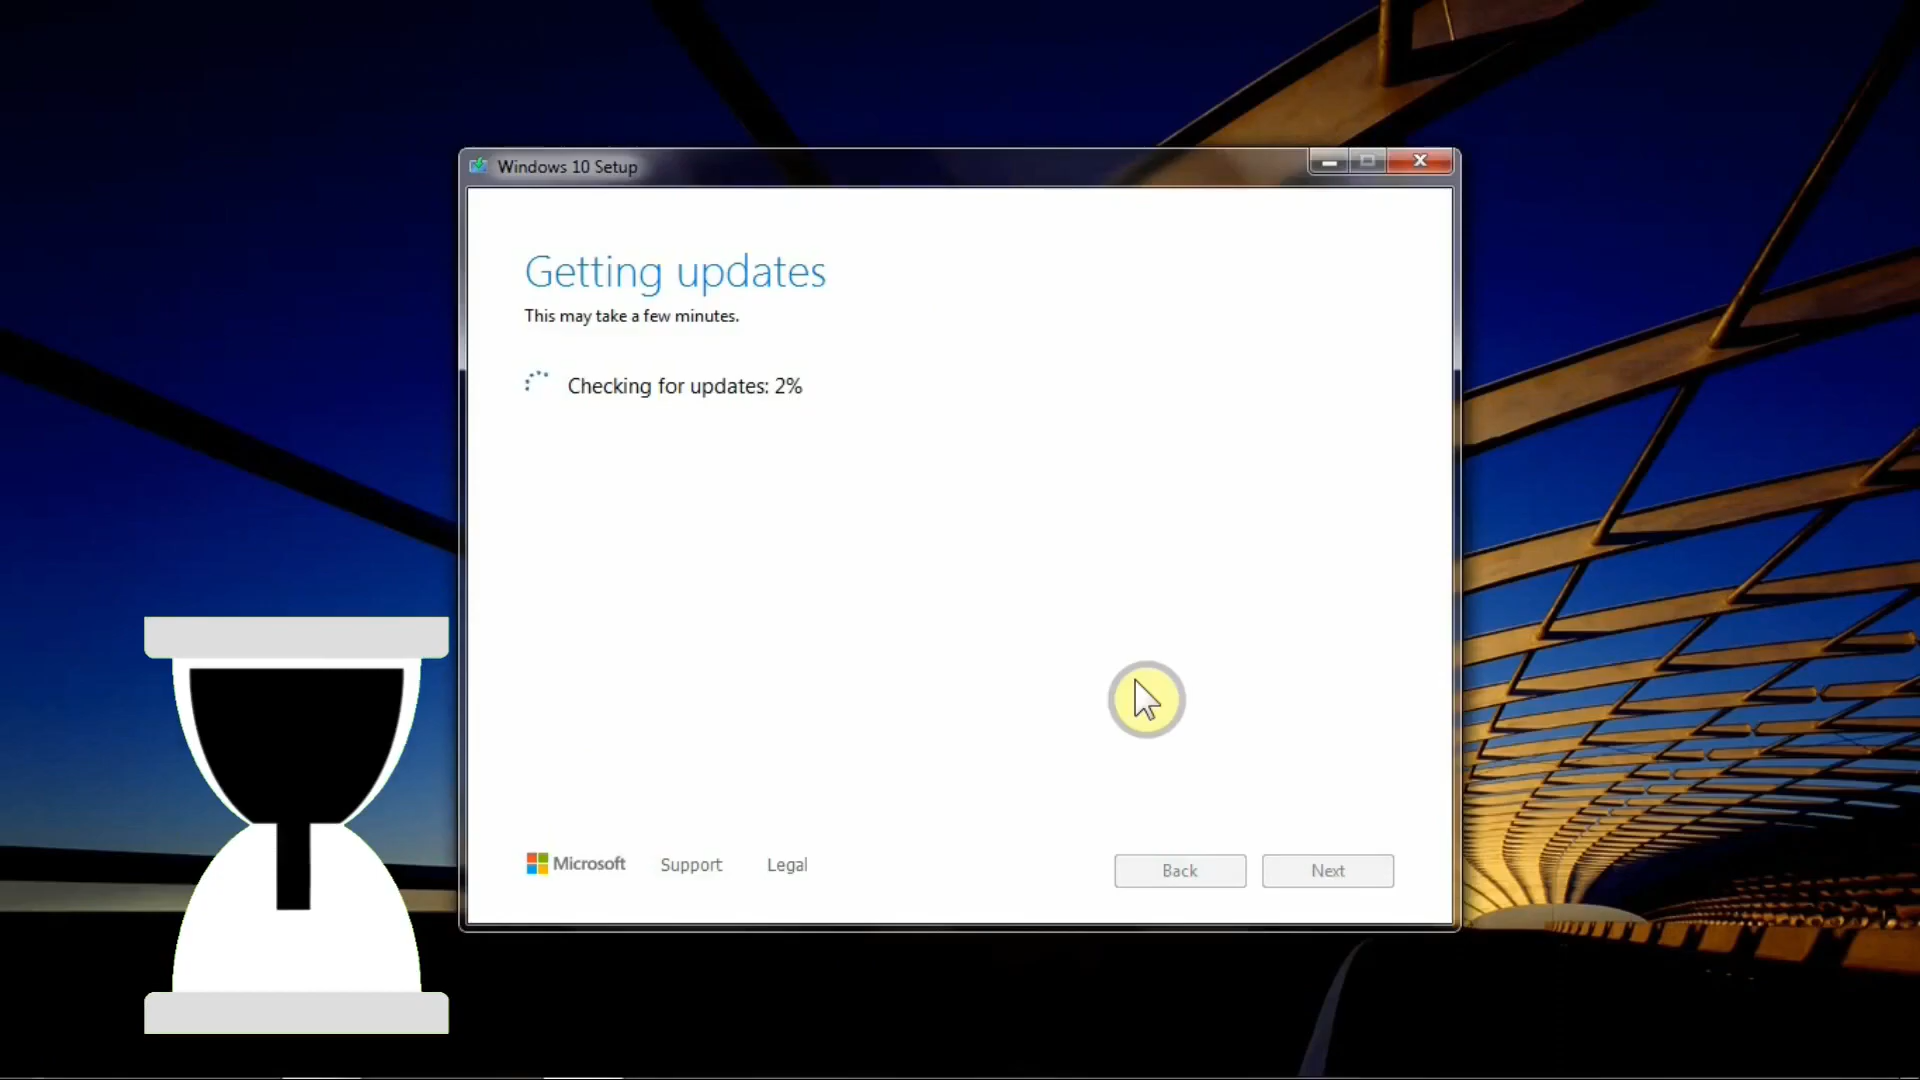 Windows 10 Setup
Getting updates
This may take a few minutes.
Checking for updates: 2%
Microsoft Support Legal
Back Next